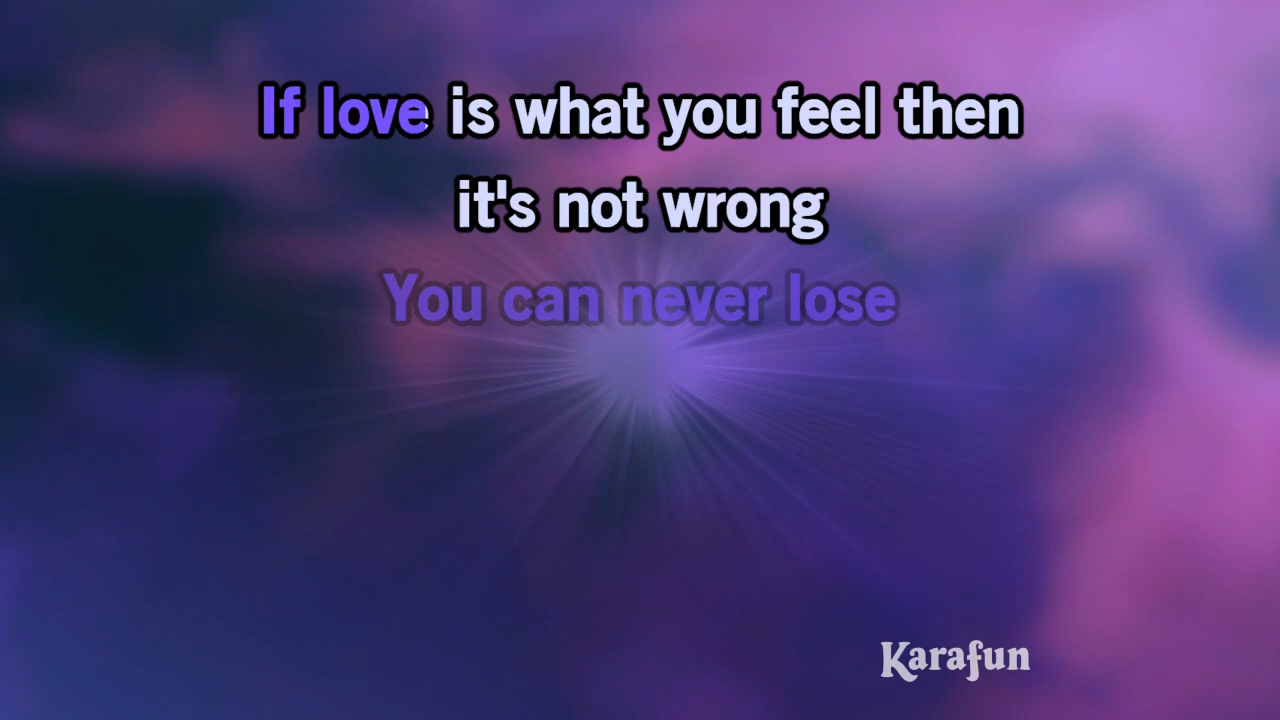 If love is what you feel then
it's not wrong
You can never lose
Karafun